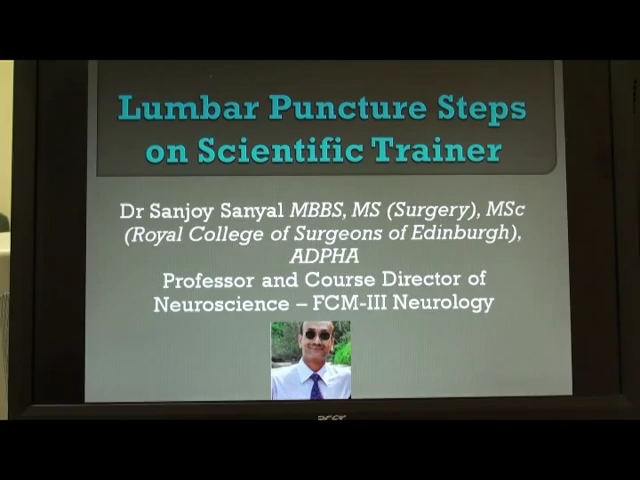 Lumbar Puncture Steps
on Scientific Trainer
Dr Sanjoy Sanyal MBBS, MS (Surgery), MSc
(Royal College of Surgeons of Edinburgh),
ADPHA
Professor and Course Director of
Neuroscience – FCM-III Neurology
acer